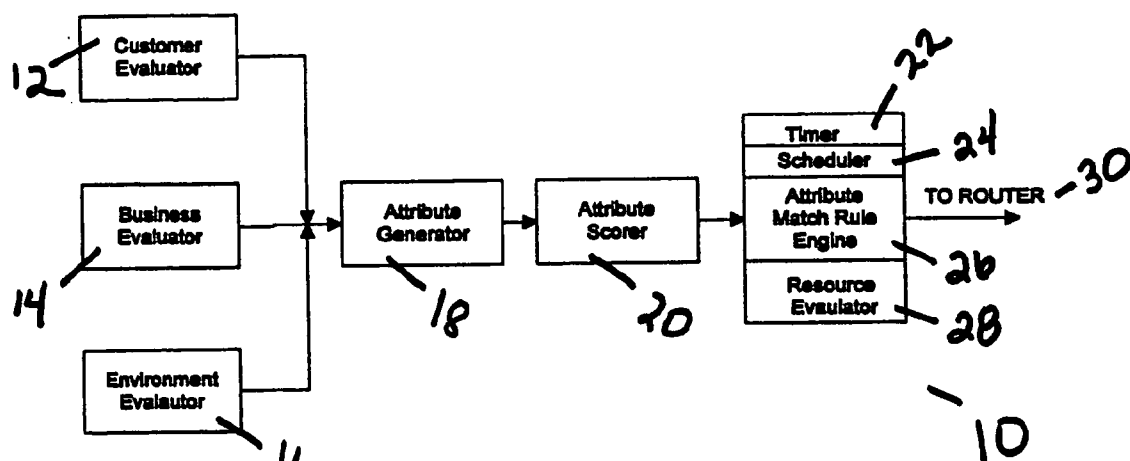 12
Customer
Evaluator
22
Timer
Scheduler
24
Attribute
Match Rule
Engine
26
Resource
Evaulator
28
TO ROUTER
30
Business
Evaluator
14
Attribute
Generator
18
Attribute
Scorer
20
Environment
Evalautor
10